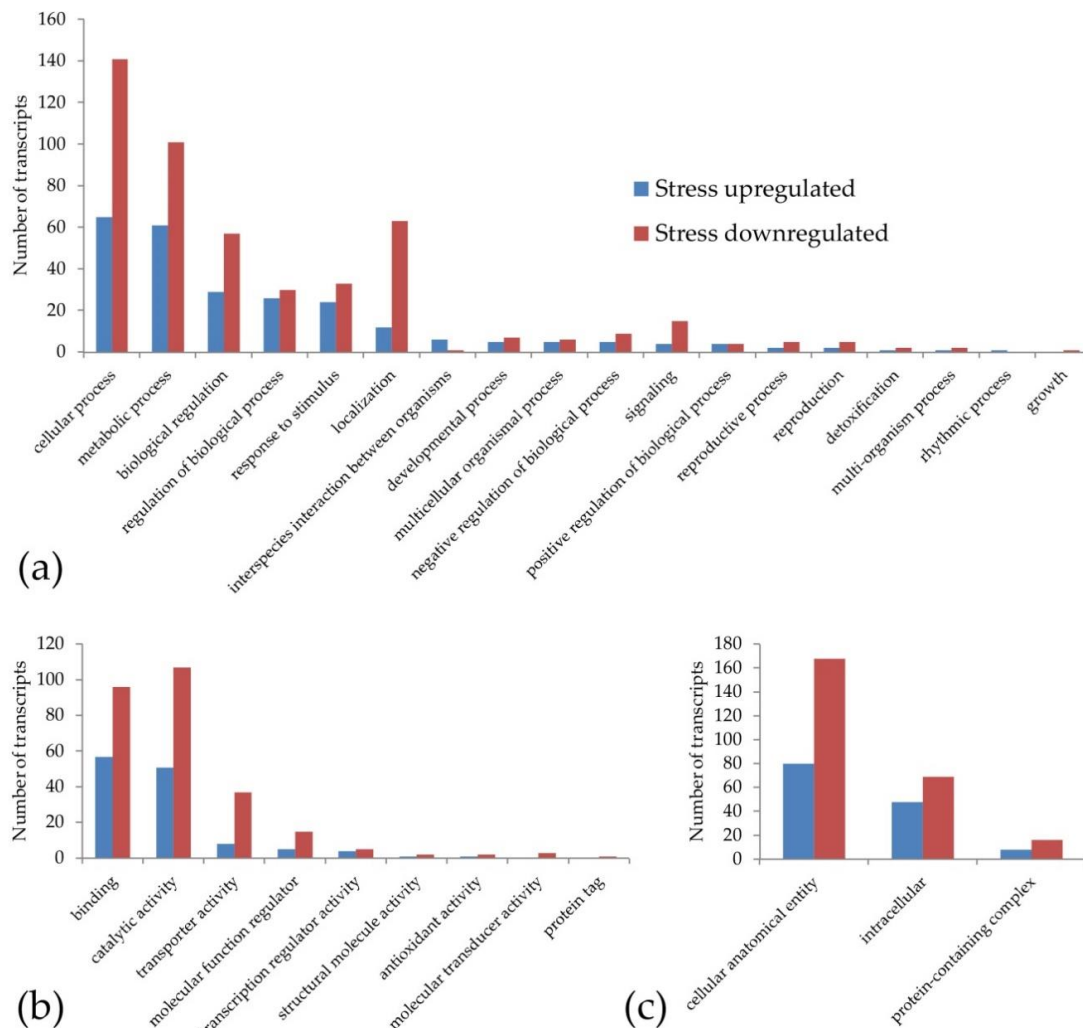 160
140
120
100
80
60
40
20
0
Number of transcripts
Stress upregulated
Stress downregulated
cellular process
metabolic process
biological regulation
regulation of biological process
response to stimulus
localization
interspecies interaction between organisms
developmental process
multicellular organismal process
negative regulation of biological process
signaling
positive regulation of biological process
reproductive process
reproduction
detoxification
multi-organism process
rhythmic process
growth
(a)
120
100
80
60
40
20
0
Number of transcripts
binding
catalytic activity
transporter activity
molecular function regulator
transcription regulator activity
structural molecule activity
antioxidant activity
molecular transducer activity
protein tag
(b)
180
160
140
120
100
80
60
40
20
0
Number of transcripts
cellular anatomical entity
intracellular
protein-containing complex
(c)